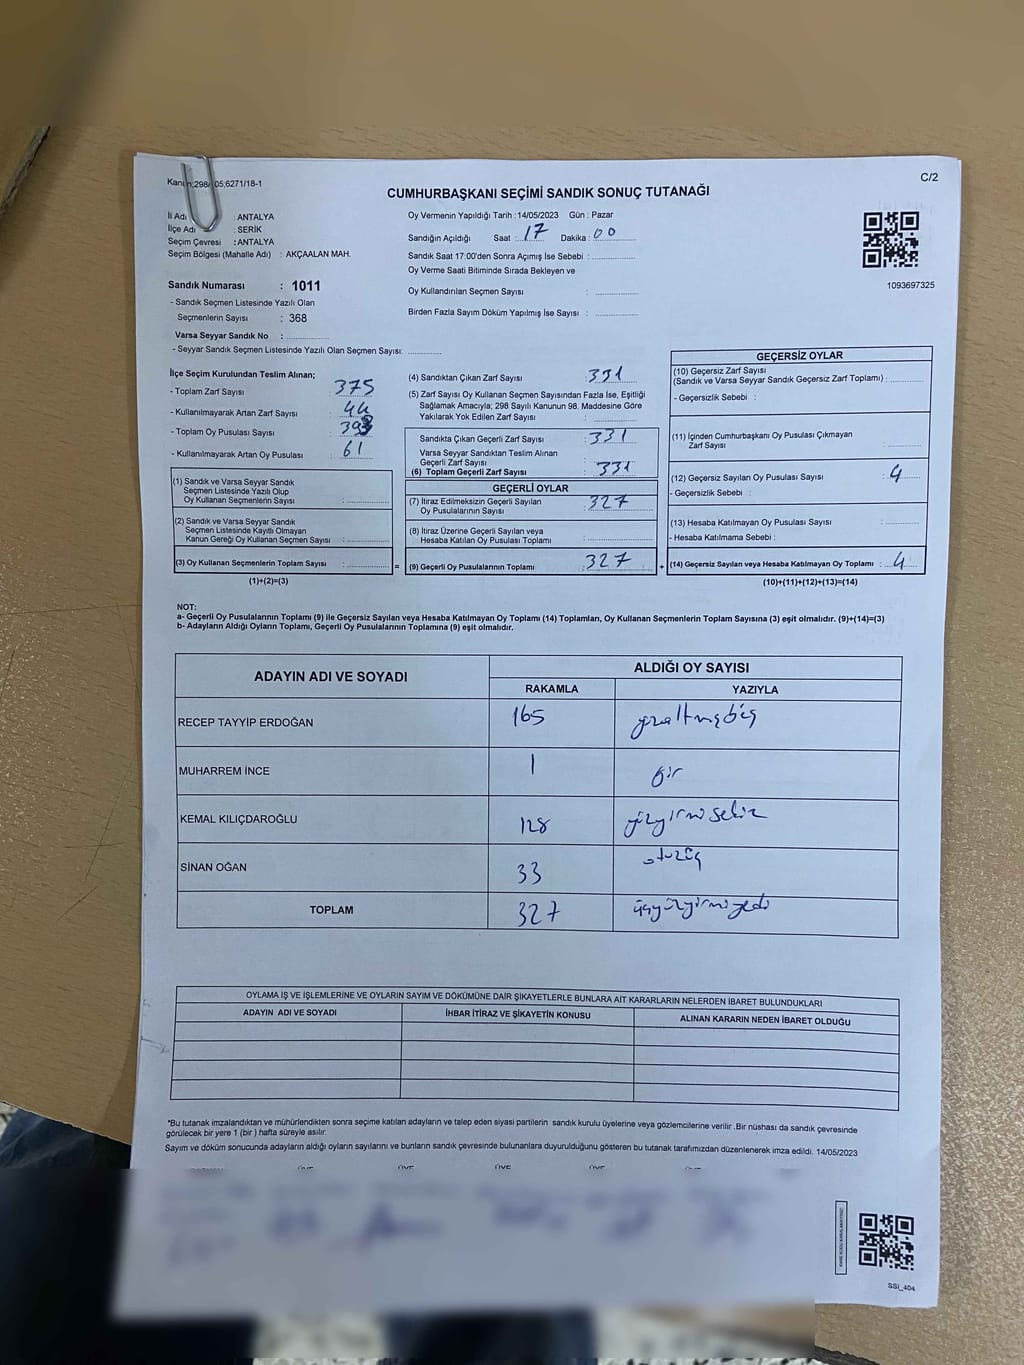 Kanun;298/ 05;6271/18-1
C/2
CUMHURBAŞKANI SEÇİMİ SANDIK SONUÇ TUTANAĞI
İl Adı : ANTALYA
İlçe Adı : SERİK
Seçim Çevresi : ANTALYA
Seçim Bölgesi (Mahalle Adı) : AKÇAALAN MAH.
Oy Vermenin Yapıldığı Tarih : 14/05/2023 Gün : Pazar
Sandığın Açıldığı Saat : 17 Dakika : 00
Sandık Saat 17:00'den Sonra Açımış İse Sebebi :
Oy Verme Saati Bitiminde Sırada Bekleyen ve
Oy Kullandırılan Seçmen Sayısı :
Birden Fazla Sayım Döküm Yapılmış İse Sayısı :
1093697325
Sandık Numarası : 1011
- Sandık Seçmen Listesinde Yazılı Olan
Seçmenlerin Sayısı : 368
Varsa Seyyar Sandık No :
- Seyyar Sandık Seçmen Listesinde Yazılı Olan Seçmen Sayısı:
İlçe Seçim Kurulundan Teslim Alınan;
- Toplam Zarf Sayısı : 375
- Kullanılmayarak Artan Zarf Sayısı : 44
- Toplam Oy Pusulası Sayısı :
- Kullanılmayarak Artan Oy Pusulası : 61
(1) Sandık ve Varsa Seyyar Sandık
Seçmen Listesinde Yazılı Olup
Oy Kullanan Seçmenlerin Sayısı :
(2) Sandık ve Varsa Seyyar Sandık
Seçmen Listesinde Kayıtlı Olmayan
Kanun Gereği Oy Kullanan Seçmen Sayısı :
(3) Oy Kullanan Seçmenlerin Toplam Sayısı :
(1)+(2)=(3)
=
(4) Sandıktan Çıkan Zarf Sayısı : 331
(5) Zarf Sayısı Oy Kullanan Seçmen Sayısından Fazla İse, Eşitliği
Sağlamak Amacıyla; 298 Sayılı Kanunun 98. Maddesine Göre
Yakılarak Yok Edilen Zarf Sayısı :
Sandıkta Çıkan Geçerli Zarf Sayısı : 331
Varsa Seyyar Sandıktan Teslim Alınan
Geçerli Zarf Sayısı :
(6) Toplam Geçerli Zarf Sayısı : 331
GEÇERLİ OYLAR
(7) İtiraz Edilmeksizin Geçerli Sayılan
Oy Pusulalarının Sayısı : 327
(8) İtiraz Üzerine Geçerli Sayılan veya
Hesaba Katılan Oy Pusulası Toplamı :
(9) Geçerli Oy Pusulalarının Toplamı : 327
+
GEÇERSİZ OYLAR
(10) Geçersiz Zarf Sayısı
(Sandık ve Varsa Seyyar Sandık Geçersiz Zarf Toplamı) :
- Geçersizlik Sebebi :
(11) İçinden Cumhurbaşkanı Oy Pusulası Çıkmayan
Zarf Sayısı :
(12) Geçersiz Sayılan Oy Pusulası Sayısı : 4
- Geçersizlik Sebebi :
(13) Hesaba Katılmayan Oy Pusulası Sayısı :
- Hesaba Katılmama Sebebi :
(14) Geçersiz Sayılan veya Hesaba Katılmayan Oy Toplamı : 4
(10)+(11)+(12)+(13)=(14)
NOT:
a- Geçerli Oy Pusulalarının Toplamı (9) ile Geçersiz Sayılan veya Hesaba Katılmayan Oy Toplamı (14) Toplamları, Oy Kullanan Seçmenlerin Toplam Sayısına (3) eşit olmalıdır. (9)+(14)=(3)
b- Adayların Aldığı Oyların Toplamı, Geçerli Oy Pusulalarının Toplamına (9) eşit olmalıdır.
ADAYIN ADI VE SOYADI ALDIĞI OY SAYISI
RAKAMLA YAZIYLA
RECEP TAYYİP ERDOĞAN 165 yüzaltmışbeş
MUHARREM İNCE 1 bir
KEMAL KILIÇDAROĞLU 128 yüzyirmisekiz
SİNAN OĞAN 33 otuzüç
TOPLAM 327 üçyüzyirmiyedi
OYLAMA İŞ VE İŞLEMLERİNE VE OYLARIN SAYIM VE DÖKÜMÜNE DAİR ŞİKAYETLERLE BUNLARA AİT KARARLARIN NELERDEN İBARET BULUNDUKLARI
ADAYIN ADI VE SOYADI İHBAR İTİRAZ VE ŞİKAYETİN KONUSU ALINAN KARARIN NEDEN İBARET OLDUĞU
*Bu tutanak imzalandıktan ve mühürlendikten sonra seçime katılan adayların ve talep eden siyasi partilerin sandık kurulu üyelerine veya gözlemcilerine verilir .Bir nüshası da sandık çevresinde
görülecek bir yere 1 (bir ) hafta süreyle asılır.
Sayım ve döküm sonucunda adayların aldığı oyların sayılarını ve bunların sandık çevresinde bulunanlara duyurulduğunu gösteren bu tutanak tarafımızdan düzenlenerek imza edildi. 14/05/2023
ÜYE ÜYE ÜYE ÜYE ÜYE
SSİ_404